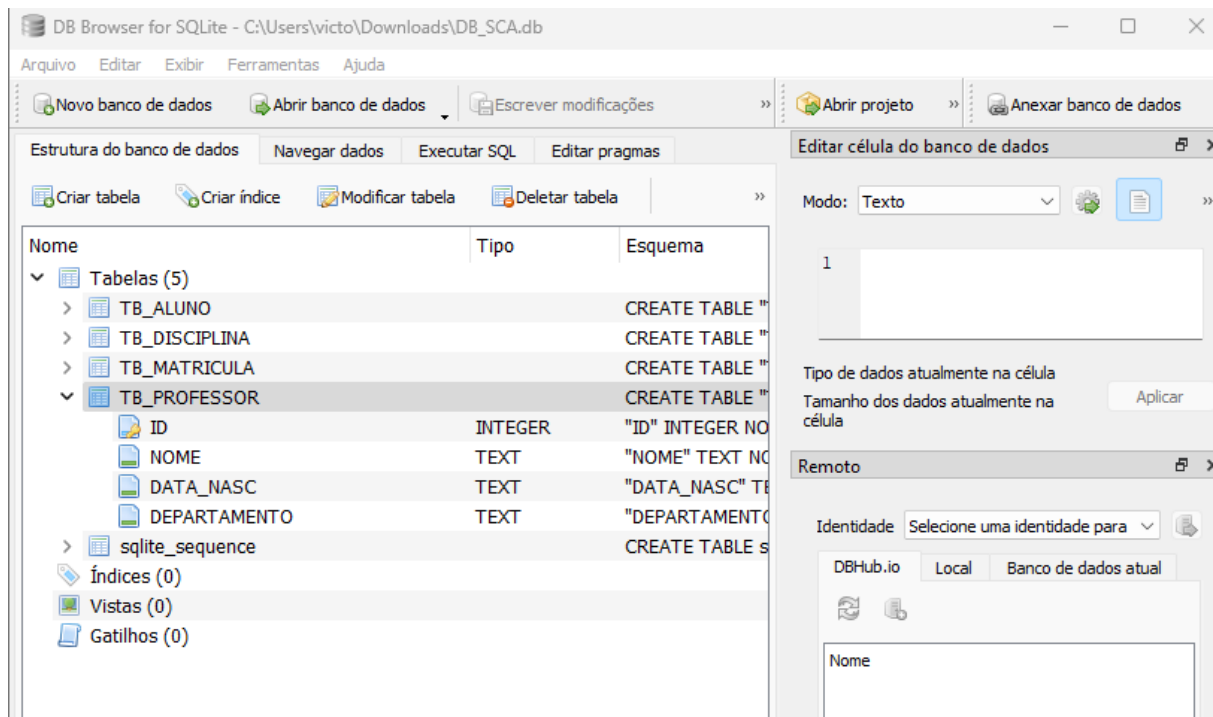 DB Browser for SQLite - C:\Users\victo\Downloads\DB_SCA.db
Arquivo Editar Exibir Ferramentas Ajuda
Novo banco de dados Abrir banco de dados Escrever modificações » Abrir projeto » Anexar banco de dados
Estrutura do banco de dados Navegar dados Executar SQL Editar pragmas
Criar tabela Criar índice Modificar tabela Deletar tabela »
Nome Tipo Esquema
Tabelas (5)
TB_ALUNO CREATE TABLE "
TB_DISCIPLINA CREATE TABLE "
TB_MATRICULA CREATE TABLE "
TB_PROFESSOR CREATE TABLE "
ID INTEGER "ID" INTEGER NO
NOME TEXT "NOME" TEXT NO
DATA_NASC TEXT "DATA_NASC" TE
DEPARTAMENTO TEXT "DEPARTAMENTO
sqlite_sequence CREATE TABLE s
Índices (0)
Vistas (0)
Gatilhos (0)
Editar célula do banco de dados
Modo: Texto »
1
Tipo de dados atualmente na célula
Tamanho dos dados atualmente na
célula
Aplicar
Remoto
Identidade Selecione uma identidade para
DBHub.io Local Banco de dados atual
Nome